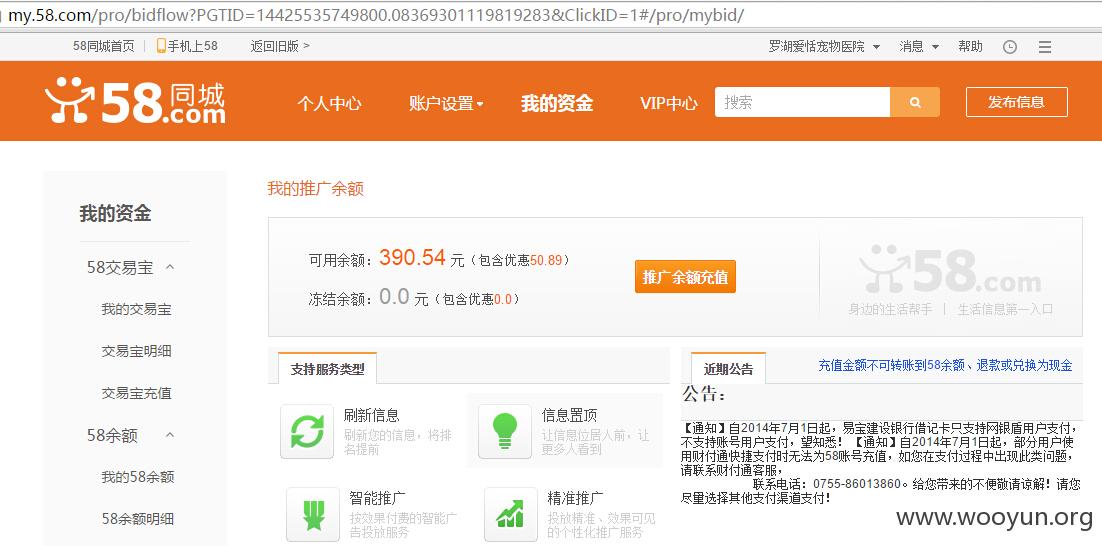 my.58.com/pro/bidflow?PGTID=14425535749800.08369301119819283&ClickID=1#/pro/mybid/
58同城首页 手机上58 返回旧版 > 罗湖爱恬宠物医院 消息 帮助
58同城.com 个人中心 账户设置 我的资金 VIP中心 搜索 发布信息
我的资金
58交易宝
我的交易宝
交易宝明细
交易宝充值
58余额
我的58余额
58余额明细
我的推广余额
可用余额：390.54 元（包含优惠50.89）
冻结余额：0.0 元（包含优惠0.0）
推广余额充值
58.com
身边的生活帮手 | 生活信息第一入口
支持服务类型
刷新信息
刷新您的信息，将排
名提前
信息置顶
让信息位居人前，让
更多人看到
智能推广
按效果付费的智能广
告投放服务
精准推广
投放精准、效果可见
的个性化推广服务
近期公告 充值金额不可转账到58余额、退款或兑换为现金
公告：
【通知】自2014年7月1日起，易宝建设银行借记卡只支持网银盾用户支付，
不支持账号用户支付，望知悉！【通知】自2014年7月1日起，部分用户使
用财付通快捷支付时无法为58账号充值，如您在支付过程中出现此类问题，
请联系财付通客服，
联系电话：0755-86013860。给您带来的不便敬请谅解！请您
尽量选择其他支付渠道支付！
www.wooyun.org